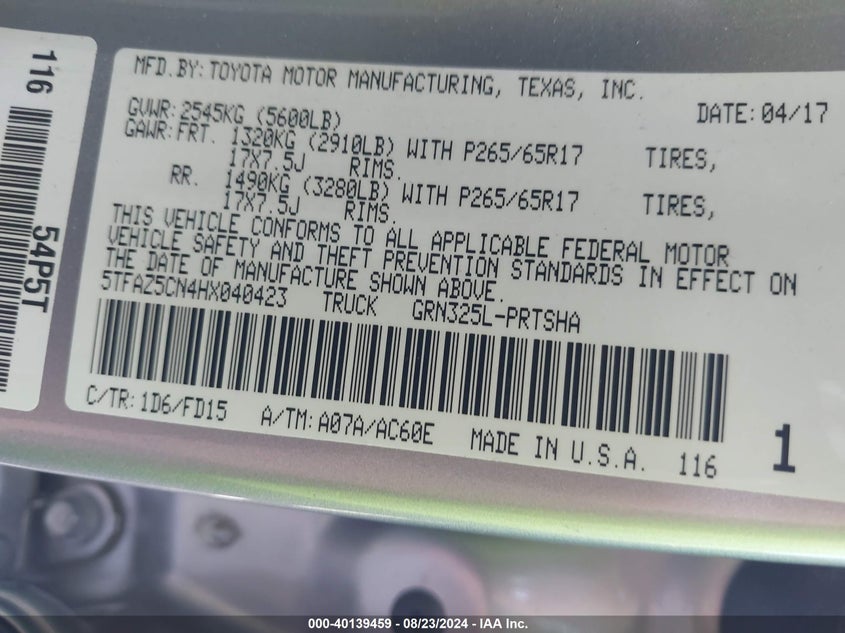 116
54P5T
MFD.BY:TOYOTA MOTOR MANUFACTURING, TEXAS, INC.
DATE:04/17
GVWR:2545KG (5600LB)
GAWR:FRT. 1320KG (2910LB) WITH P265/65R17 TIRES,
17X7.5J RIMS.
RR. 1490KG (3280LB) WITH P265/65R17 TIRES,
17X7.5J RIMS.
THIS VEHICLE CONFORMS TO ALL APPLICABLE FEDERAL MOTOR
VEHICLE SAFETY AND THEFT PREVENTION STANDARDS IN EFFECT ON
THE DATE OF MANUFACTURE SHOWN ABOVE.
5TFAZ5CN4HX040423 TRUCK GRN325L-PRTSHA
C/TR:1D6/FD15 A/TM:A07A/AC60E MADE IN U.S.A. 116
1
000-40139459 - 08/23/2024 - IAA Inc.